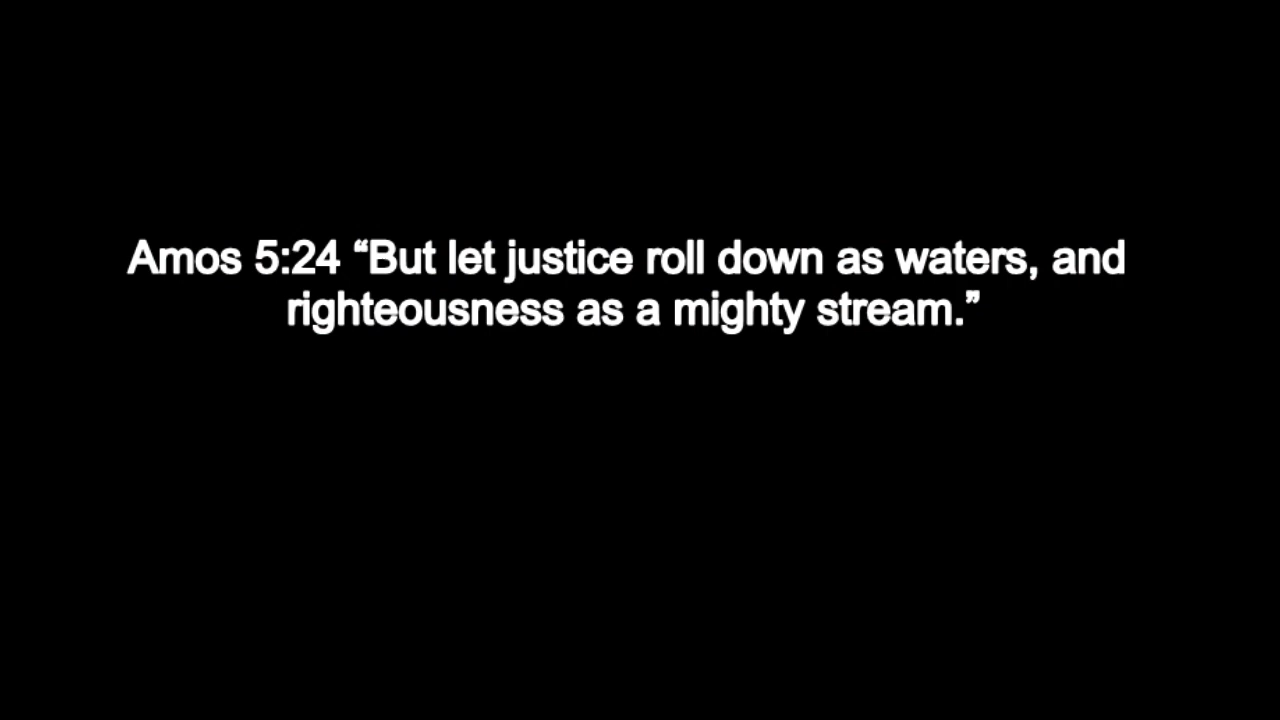 Amos 5:24 “But let justice roll down as waters, and
righteousness as a mighty stream.”